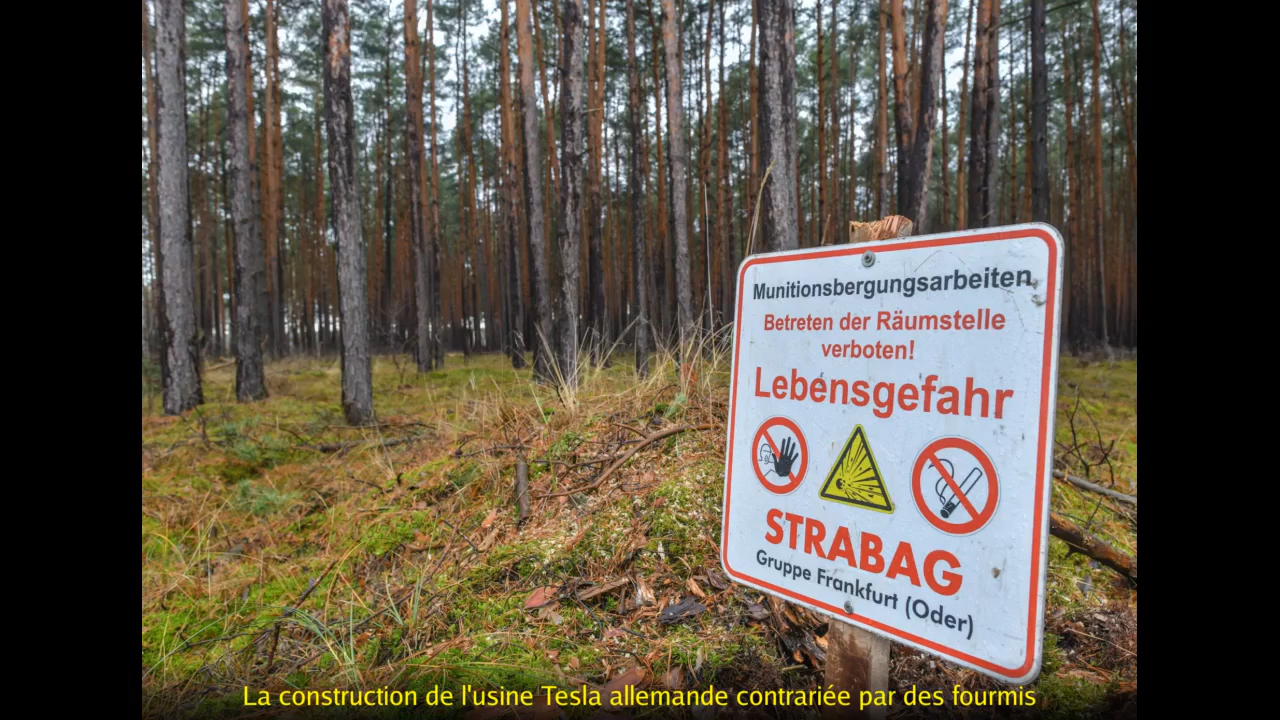 Munitionsbergungsarbeiten
Betreten der Räumstelle
verboten!
Lebensgefahr
STRABAG
Gruppe Frankfurt (Oder)
La construction de l'usine Tesla allemande contrariée par des fourmis